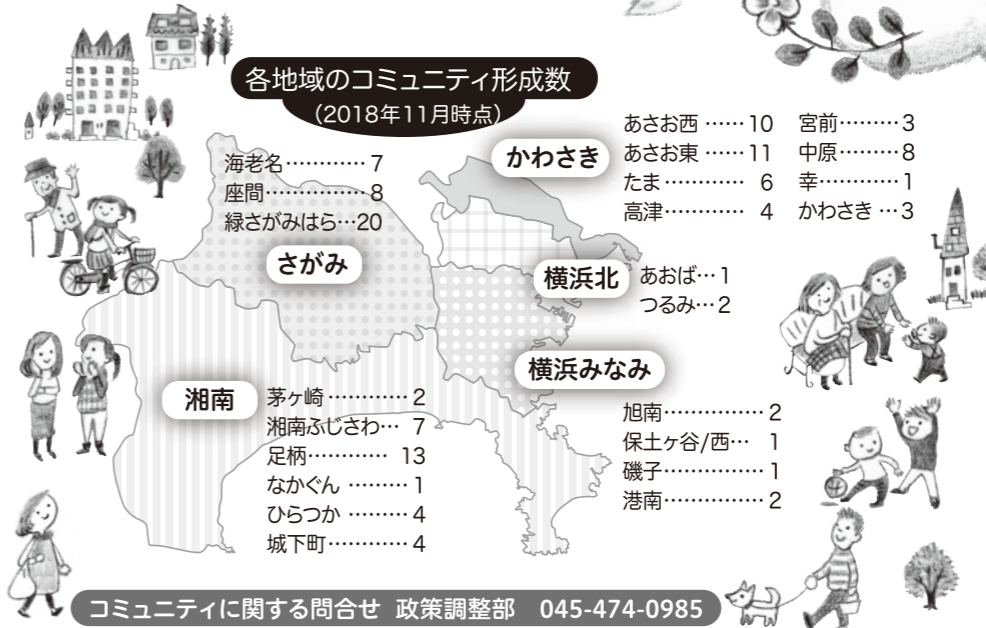 各地域のコミュニティ形成数
（2018年11月時点）
海老名…………7
座間……………8
緑さがみはら…20
さがみ
かわさき
あさお西……10
あさお東……11
たま…………6
高津…………4
宮前………3
中原………8
幸…………1
かわさき…3
横浜北
あおば…1
つるみ…2
横浜みなみ
旭南……………2
保土ヶ谷/西…1
磯子……………1
港南……………2
湘南
茅ヶ崎…………2
湘南ふじさわ…7
足柄…………13
なかぐん………1
ひらつか………4
城下町…………4
コミュニティに関する問合せ 政策調整部 045-474-0985